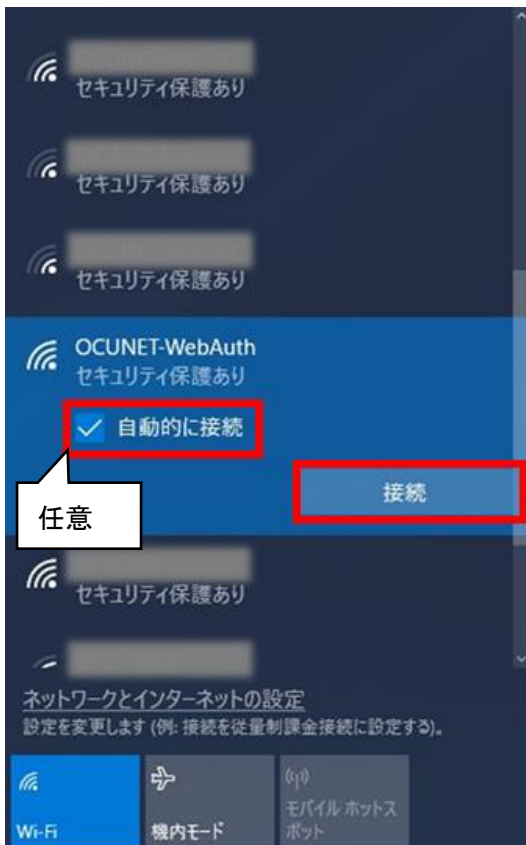 セキュリティ保護あり
セキュリティ保護あり
セキュリティ保護あり
OCUNET-WebAuth
セキュリティ保護あり
自動的に接続
接続
任意
セキュリティ保護あり
ネットワークとインターネットの設定
設定を変更します (例: 接続を従量制課金接続に設定する)。
Wi-Fi
機内モード
モバイル ホットス
ポット